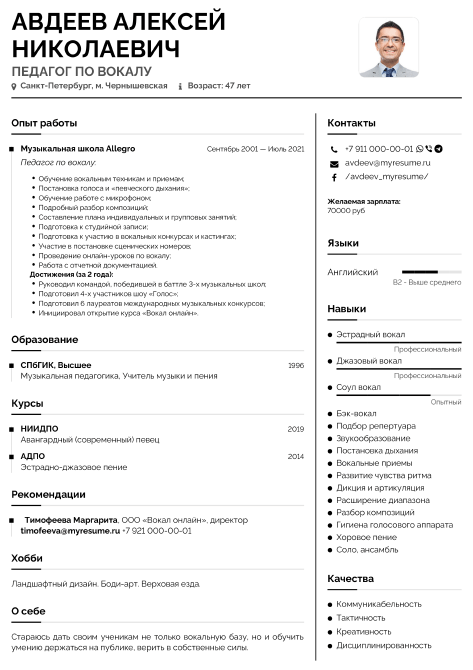 АВДЕЕВ АЛЕКСЕЙ
НИКОЛАЕВИЧ
ПЕДАГОГ ПО ВОКАЛУ
Санкт-Петербург, м. Чернышевская Возраст: 47 лет
Опыт работы
Музыкальная школа Allegro Сентябрь 2001 — Июль 2021
Педагог по вокалу:
• Обучение вокальным техникам и приемам;
• Постановка голоса и «певческого дыхания»;
• Обучение работе с микрофоном;
• Подробный разбор композиций;
• Составление плана индивидуальных и групповых занятий;
• Подготовка к студийной записи;
• Подготовка к участию в вокальных конкурсах и кастингах;
• Участие в постановке сценических номеров;
• Проведение онлайн-уроков по вокалу;
• Работа с отчетной документацией.
Достижения (за 2 года):
• Руководил командой, победившей в баттле 3-х музыкальных школ;
• Подготовил 4-х участников шоу «Голос»;
• Подготовил 6 лауреатов международных музыкальных конкурсов;
• Инициировал открытие курса «Вокал онлайн».
Образование
СПбГИК, Высшее 1996
Музыкальная педагогика, Учитель музыки и пения
Курсы
НИИДПО 2019
Авангардный (современный) певец
АДПО 2014
Эстрадно-джазовое пение
Рекомендации
Тимофеева Маргарита, ООО «Вокал онлайн», директор
timofeeva@myresume.ru +7 921 000-00-01
Хобби
Ландшафтный дизайн. Боди-арт. Верховая езда.
О себе
Стараюсь дать своим ученикам не только вокальную базу, но и обучить
умению держаться на публике, верить в собственные силы.
Контакты
+7 911 000-00-01
avdeev@myresume.ru
/avdeev_myresume/
Желаемая зарплата:
70000 руб
Языки
Английский
B2 - Выше среднего
Навыки
• Эстрадный вокал
Профессиональный
• Джазовый вокал
Профессиональный
• Соул вокал
Опытный
• Бэк-вокал
• Подбор репертуара
• Звукообразование
• Постановка дыхания
• Вокальные приемы
• Развитие чувства ритма
• Дикция и артикуляция
• Расширение диапазона
• Разбор композиций
• Гигиена голосового аппарата
• Хоровое пение
• Соло, ансамбль
Качества
• Коммуникабельность
• Тактичность
• Креативность
• Дисциплинированность